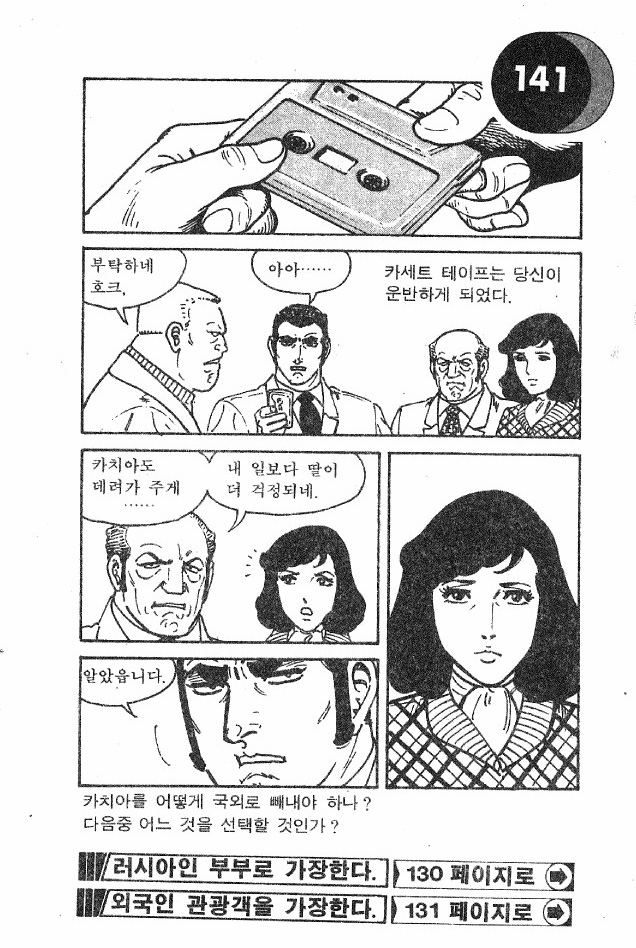 141
부탁하네
호크,
아아……
카세트 테이프는 당신이
운반하게 되었다.
카치아도
데려가 주게
……
내 일보다 딸이
더 걱정되네.
알았읍니다.
카치아를 어떻게 국외로 빼내야 하나?
다음중 어느 것을 선택할 것인가?
러시아인 부부로 가장한다. 130 페이지로
외국인 관광객을 가장한다. 131 페이지로